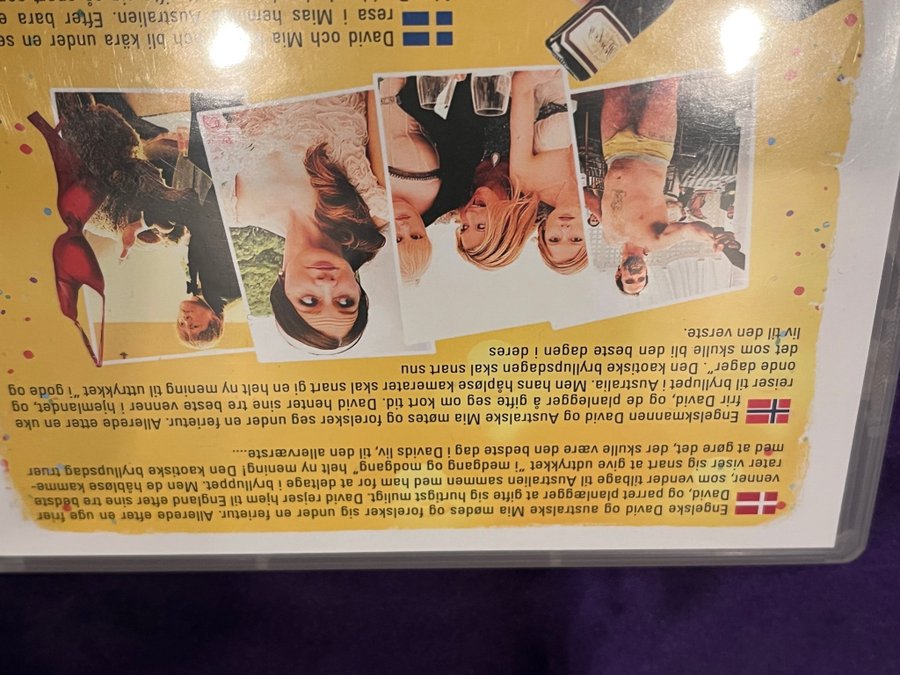 Engelske David og australske Mia mødes og forelsker sig under en ferietur. Allerede efter én uge frier
David, og parret planlægger at gifte sig hurtigst muligt. David rejser hjem til England efter sine tre bedste
venner, som vender tilbage til Australien sammen med ham for at deltage i brylluppet. Men de håbløse kamme-
rater viser sig snart at give udtrykket "i medgang og modgang" helt ny mening! Den kaotiske bryllupsdag truer
med at gøre det, der skulle være den bedste dag i Davids liv, til den allerværste....
Engelskmannen David og Australske Mia møtes og forelsker seg under en ferietur. Allerede etter en uke
frir David, og de planlegger å gifte seg om kort tid. David henter sine tre beste venner i hjemlandet, og
reiser til bryllupet i Australia. Men hans håpløse kamerater skal snart gi en helt ny mening til uttrykket "i gode og
onde dager". Den kaotiske bryllupsdagen skal snart snu
det som skulle bli den beste dagen i deres
liv til den verste.
David och Mia och bli kära under en
resa i Mias Australien. Efter bara